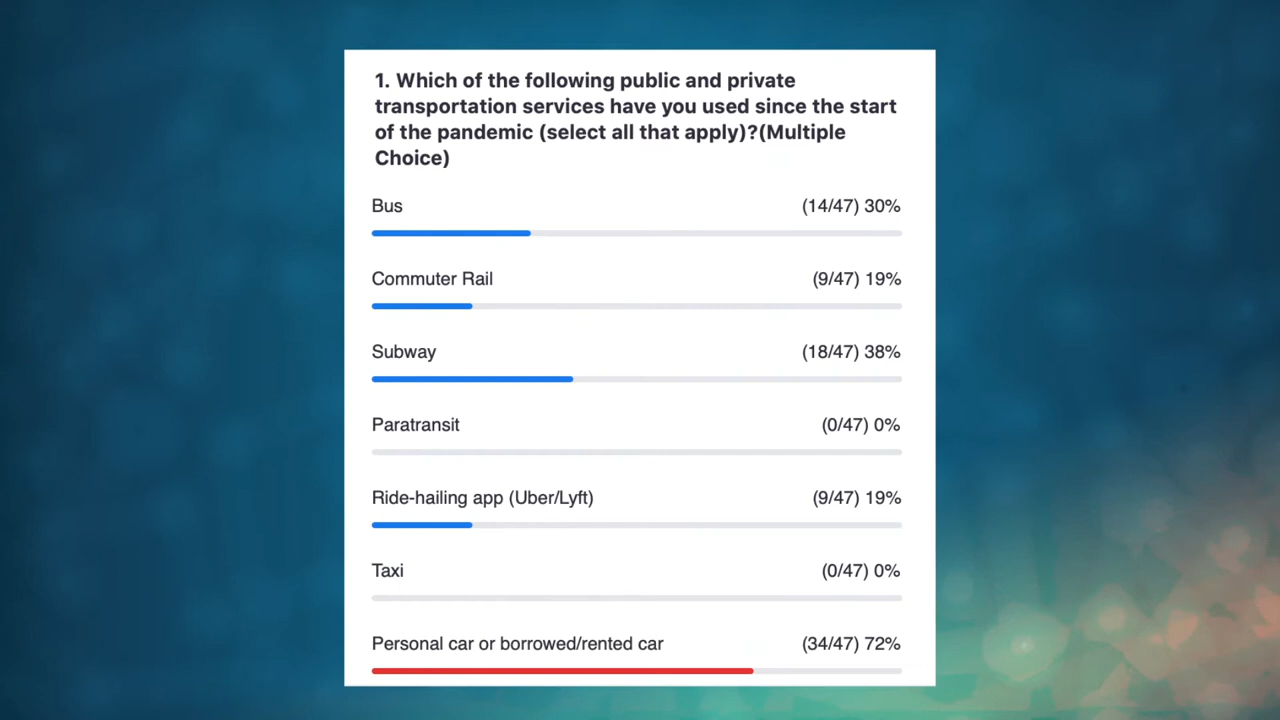 1. Which of the following public and private
transportation services have you used since the start
of the pandemic (select all that apply)?(Multiple
Choice)
Bus (14/47) 30%
Commuter Rail (9/47) 19%
Subway (18/47) 38%
Paratransit (0/47) 0%
Ride-hailing app (Uber/Lyft) (9/47) 19%
Taxi (0/47) 0%
Personal car or borrowed/rented car (34/47) 72%